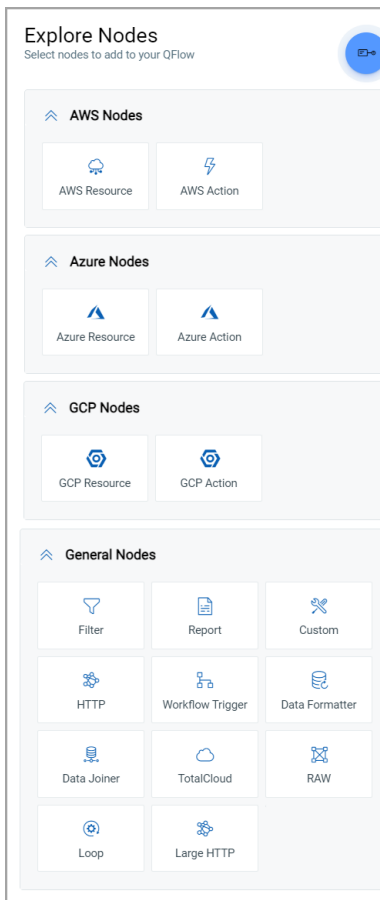 Explore Nodes
Select nodes to add to your QFlow
AWS Nodes
AWS Resource
AWS Action
Azure Nodes
Azure Resource
Azure Action
GCP Nodes
GCP Resource
GCP Action
General Nodes
Filter
Report
Custom
HTTP
Workflow Trigger
Data Formatter
Data Joiner
TotalCloud
RAW
Loop
Large HTTP